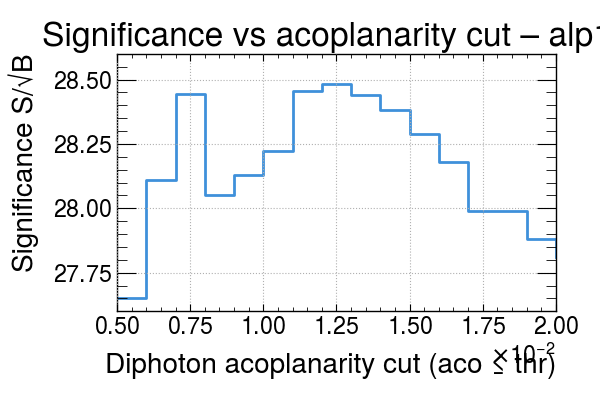 Significance vs acoplanarity cut – alp
Significance S/√B
28.50
28.25
28.00
27.75
0.50 0.75 1.00 1.25 1.50 1.75 2.00
×10⁻²
Diphoton acoplanarity cut (aco ≤ thr)